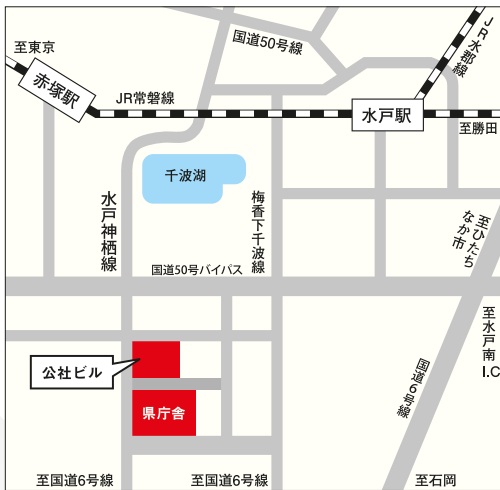 至東京
国道50号線
JR水郡線
赤塚駅
JR常磐線
水戸駅
至勝田
千波湖
水戸神栖線
梅香下千波線
至ひたち
なか市
国道50号バイパス
至水戸南
I.C
公社ビル
国道6号線
県庁舎
至国道6号線
至国道6号線
至石岡